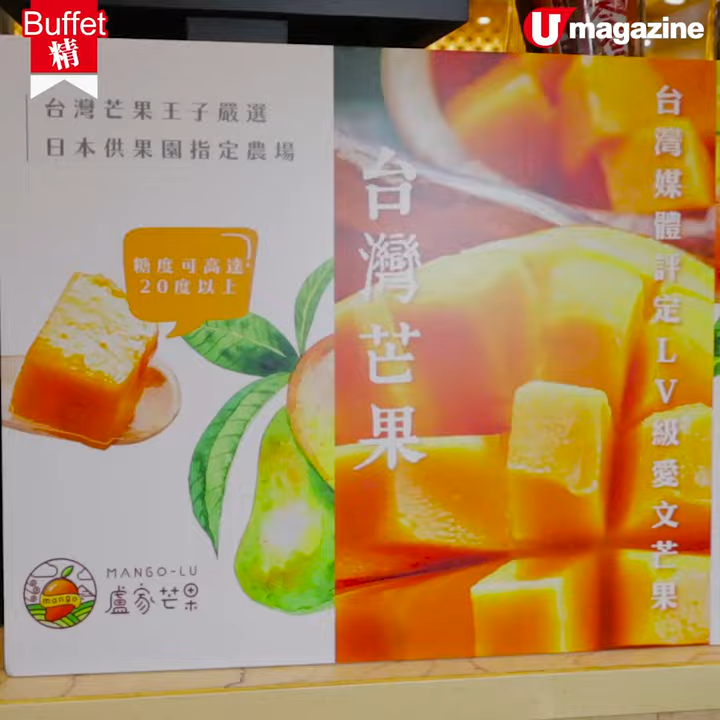 Buffet
精
U magazine
台灣芒果王子嚴選
日本供果園指定農場
糖度可高達
20度以上
台灣芒果
台灣媒體評定LV級愛文芒果
mango
MANGO-LU
盧家芒果